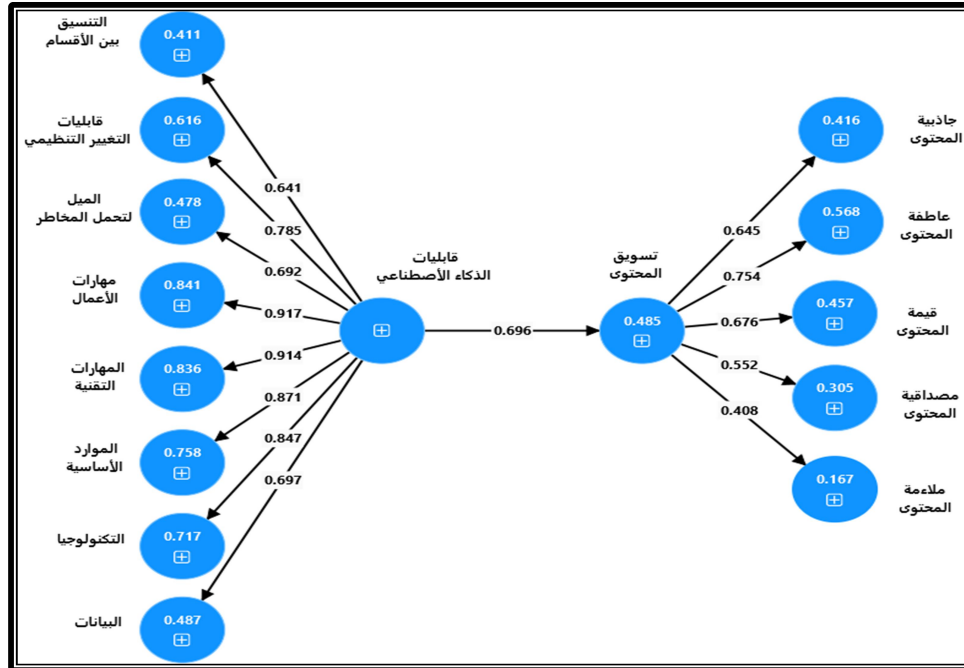 التنسيق
بين الأقسام
0.411
قابليات
التغيير التنظيمي
0.616
الميل
لتحمل المخاطر
0.478
مهارات
الأعمال
0.841
المهارات
التقنية
0.836
الموارد
الأساسية
0.758
التكنولوجيا
0.717
البيانات
0.487
0.641
0.785
0.692
0.917
0.914
0.871
0.847
0.697
قابليات
الذكاء الأصطناعي
0.696
تسويق
المحتوى
0.485
0.645
0.754
0.676
0.552
0.408
جاذبية
المحتوى
0.416
عاطفة
المحتوى
0.568
قيمة
المحتوى
0.457
مصداقية
المحتوى
0.305
ملاءمة
المحتوى
0.167